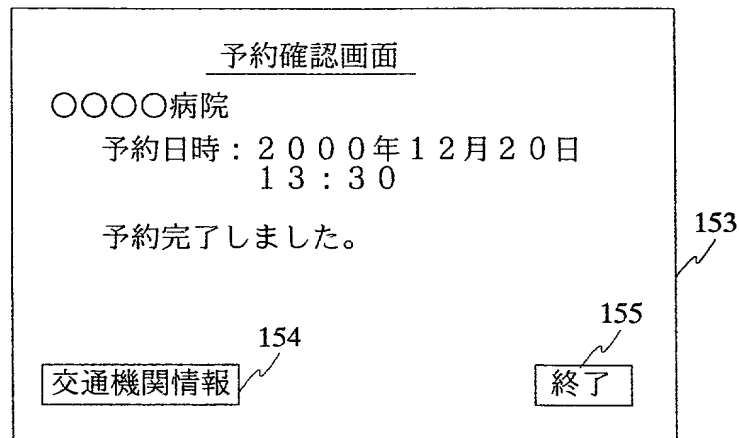 予約確認画面
○○○○病院
予約日時：２０００年１２月２０日
１３：３０
予約完了しました。
153
155
154
交通機関情報
終了